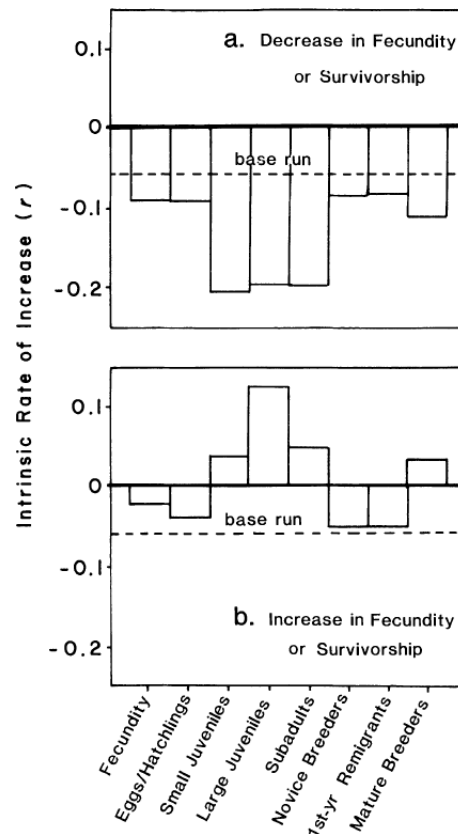 0.1
a. Decrease in Fecundity
or Survivorship
0
base run
-0.1
-0.2
Intrinsic Rate of Increase (r)
0.1
0
base run
-0.1
b. Increase in Fecundity
or Survivorship
-0.2
Fecundity
Eggs/Hatchlings
Small Juveniles
Large Juveniles
Subadults
Novice Breeders
1st-yr Remigrants
Mature Breeders